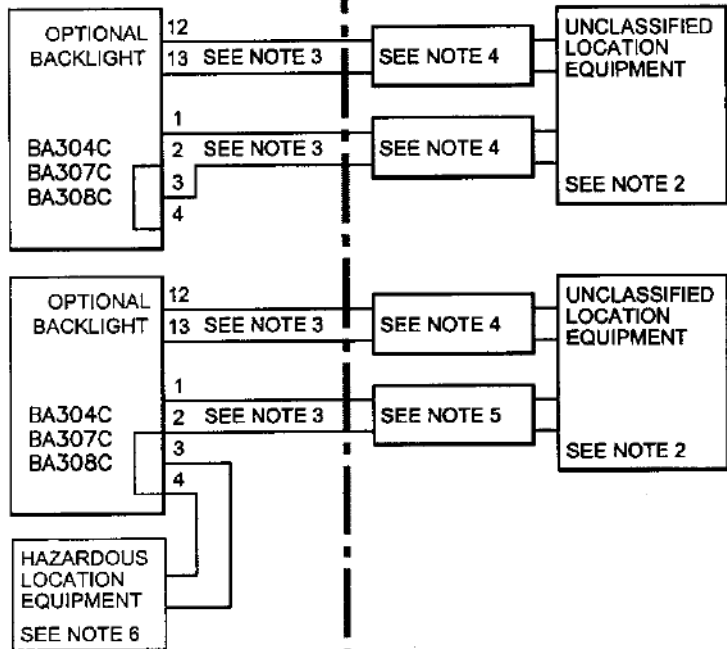 OPTIONAL
BACKLIGHT
12
13
SEE NOTE 3
SEE NOTE 4
UNCLASSIFIED
LOCATION
EQUIPMENT
SEE NOTE 2
BA304C
BA307C
BA308C
1
2
3
4
SEE NOTE 3
SEE NOTE 4
OPTIONAL
BACKLIGHT
12
13
SEE NOTE 3
SEE NOTE 4
UNCLASSIFIED
LOCATION
EQUIPMENT
SEE NOTE 2
BA304C
BA307C
BA308C
1
2
3
4
SEE NOTE 3
SEE NOTE 5
HAZARDOUS
LOCATION
EQUIPMENT
SEE NOTE 6